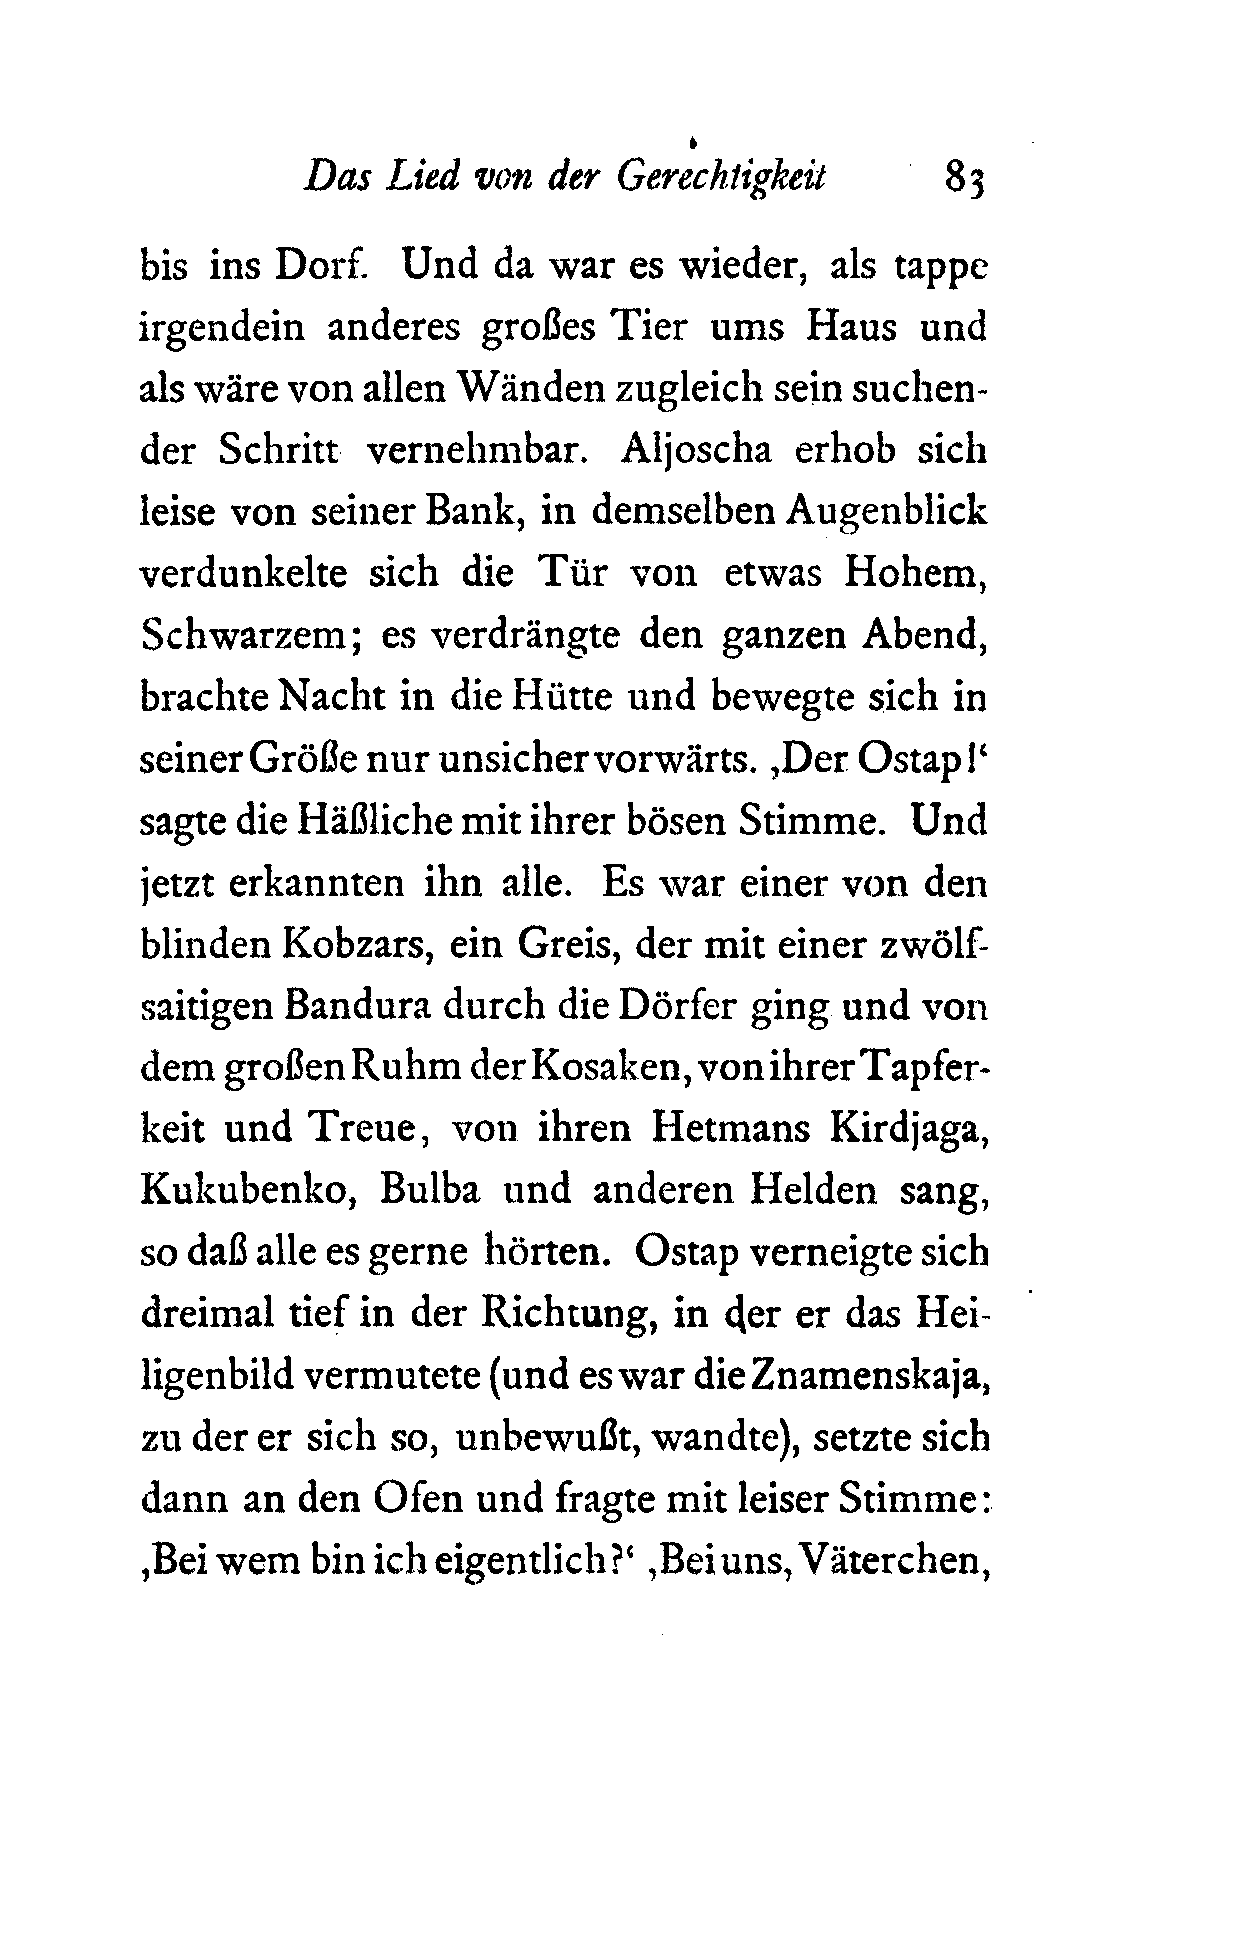 Das Lied von der Gerechtigkeit 83
bis ins Dorf. Und da war es wieder, als tappe
irgendein anderes großes Tier ums Haus und
als wäre von allen Wänden zugleich sein suchen-
der Schritt vernehmbar. Aljoscha erhob sich
leise von seiner Bank, in demselben Augenblick
verdunkelte sich die Tür von etwas Hohem,
Schwarzem; es verdrängte den ganzen Abend,
brachte Nacht in die Hütte und bewegte sich in
seiner Größe nur unsicher vorwärts. ‚Der Ostap!‘
sagte die Häßliche mit ihrer bösen Stimme. Und
jetzt erkannten ihn alle. Es war einer von den
blinden Kobzars, ein Greis, der mit einer zwölf-
saitigen Bandura durch die Dörfer ging und von
dem großen Ruhm der Kosaken, von ihrer Tapfer-
keit und Treue, von ihren Hetmans Kirdjaga,
Kukubenko, Bulba und anderen Helden sang,
so daß alle es gerne hörten. Ostap verneigte sich
dreimal tief in der Richtung, in der er das Hei-
ligenbild vermutete (und es war die Znamenskaja,
zu der er sich so, unbewußt, wandte), setzte sich
dann an den Ofen und fragte mit leiser Stimme:
‚Bei wem bin ich eigentlich?‘ ‚Bei uns, Väterchen,